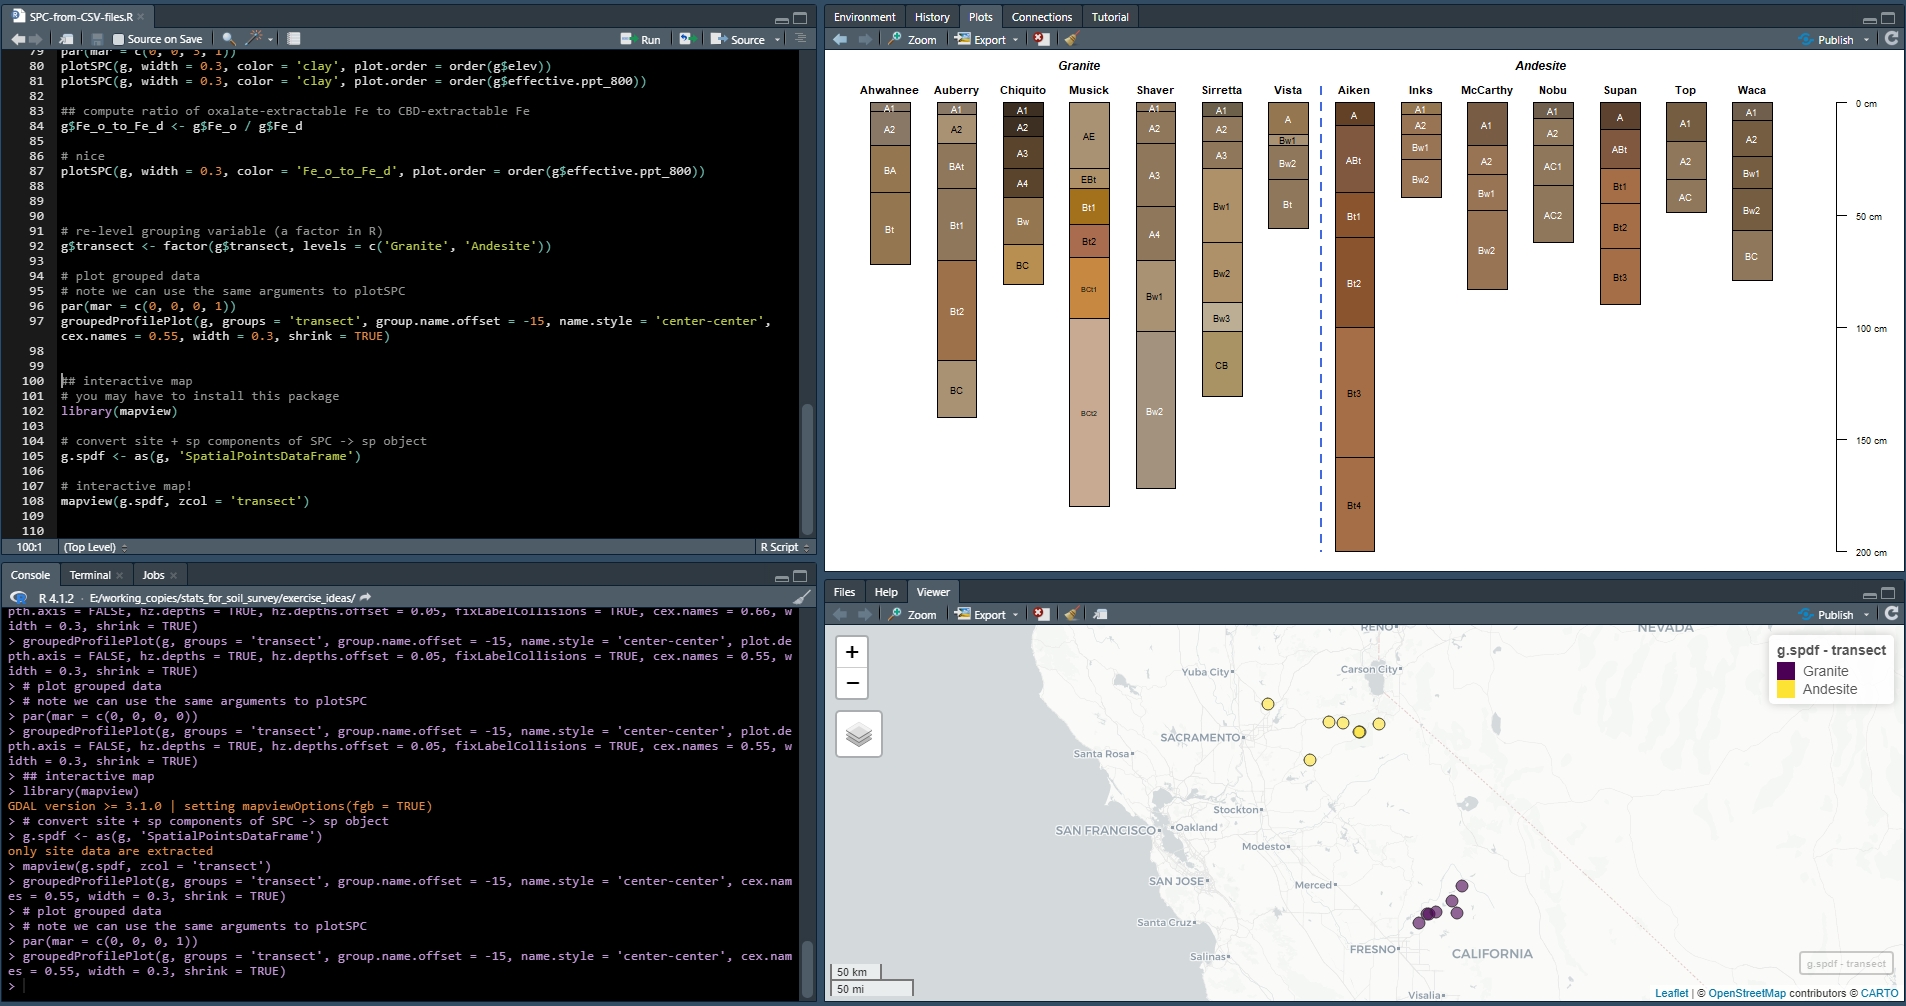 SPC-from-CSV-files.R
Source on Save
Run
Source
79 par(mar = c(0, 0, 3, 1))
80 plotSPC(g, width = 0.3, color = 'clay', plot.order = order(g$elev))
81 plotSPC(g, width = 0.3, color = 'clay', plot.order = order(g$effective.ppt_800))
82
83 ## compute ratio of oxalate-extractable Fe to CBD-extractable Fe
84 g$Fe_o_to_Fe_d <- g$Fe_o / g$Fe_d
85
86 # nice
87 plotSPC(g, width = 0.3, color = 'Fe_o_to_Fe_d', plot.order = order(g$effective.ppt_800))
88
89
90
91 # re-level grouping variable (a factor in R)
92 g$transect <- factor(g$transect, levels = c('Granite', 'Andesite'))
93
94 # plot grouped data
95 # note we can use the same arguments to plotSPC
96 par(mar = c(0, 0, 0, 1))
97 groupedProfilePlot(g, groups = 'transect', group.name.offset = -15, name.style = 'center-center',
cex.names = 0.55, width = 0.3, shrink = TRUE)
98
99
100 ## interactive map
101 # you may have to install this package
102 library(mapview)
103
104 # convert site + sp components of SPC -> sp object
105 g.spdf <- as(g, 'SpatialPointsDataFrame')
106
107 # interactive map!
108 mapview(g.spdf, zcol = 'transect')
109
110
100:1 (Top Level) R Script
Console Terminal Jobs
R 4.1.2 · E:/working_copies/stats_for_soil_survey/exercise_ideas/
pth.axis = FALSE, hz.depths = TRUE, hz.depths.offset = 0.05, fixLabelCollisions = TRUE, cex.names = 0.66, w
idth = 0.3, shrink = TRUE)
> groupedProfilePlot(g, groups = 'transect', group.name.offset = -15, name.style = 'center-center', plot.de
pth.axis = FALSE, hz.depths = TRUE, hz.depths.offset = 0.05, fixLabelCollisions = TRUE, cex.names = 0.55, w
idth = 0.3, shrink = TRUE)
> # plot grouped data
> # note we can use the same arguments to plotSPC
> par(mar = c(0, 0, 0, 0))
> groupedProfilePlot(g, groups = 'transect', group.name.offset = -15, name.style = 'center-center', plot.de
pth.axis = FALSE, hz.depths = TRUE, hz.depths.offset = 0.05, fixLabelCollisions = TRUE, cex.names = 0.55, w
idth = 0.3, shrink = TRUE)
> ## interactive map
> library(mapview)
GDAL version >= 3.1.0 | setting mapviewOptions(fgb = TRUE)
> # convert site + sp components of SPC -> sp object
> g.spdf <- as(g, 'SpatialPointsDataFrame')
only site data are extracted
> mapview(g.spdf, zcol = 'transect')
> groupedProfilePlot(g, groups = 'transect', group.name.offset = -15, name.style = 'center-center', cex.nam
es = 0.55, width = 0.3, shrink = TRUE)
> # plot grouped data
> # note we can use the same arguments to plotSPC
> par(mar = c(0, 0, 0, 1))
> groupedProfilePlot(g, groups = 'transect', group.name.offset = -15, name.style = 'center-center', cex.nam
es = 0.55, width = 0.3, shrink = TRUE)
>
Environment History Plots Connections Tutorial
Zoom Export Publish
Granite Andesite
Ahwahnee Auberry Chiquito Musick Shaver Sirretta Vista Aiken Inks McCarthy Nobu Supan Top Waca
A1
A2
BA
Bt
A1
A2
BAt
Bt1
Bt2
BC
A1
A2
A3
A4
Bw
BC
AE
EBt
Bt1
Bt2
BCt1
BCt2
A1
A2
A3
A4
Bw1
Bw2
A1
A2
A3
Bw1
Bw2
Bw3
CB
A
Bw1
Bw2
Bt
A
ABt
Bt1
Bt2
Bt3
Bt4
A1
A2
Bw1
Bw2
A1
A2
Bw1
Bw2
A1
A2
AC1
AC2
A
ABt
Bt1
Bt2
Bt3
A1
A2
AC
A1
A2
Bw1
Bw2
BC
0 cm
50 cm
100 cm
150 cm
200 cm
Files Help Viewer
Zoom Export Publish
+
−
RENO
NEVADA
Yuba City
Carson City
SACRAMENTO
Santa Rosa
Stockton
SAN FRANCISCO
Oakland
Modesto
SAN JOSE
Merced
Santa Cruz
FRESNO
CALIFORNIA
Salinas
Visalia
g.spdf - transect
Granite
Andesite
50 km
50 mi
g.spdf - transect
Leaflet | © OpenStreetMap contributors © CARTO